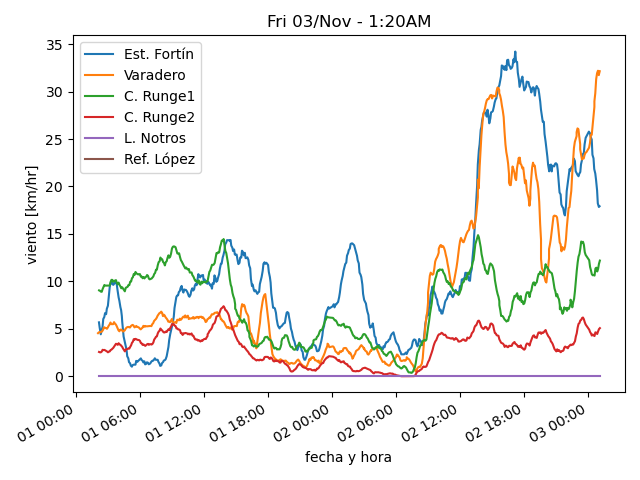 Fri 03/Nov - 1:20AM
35
30
25
20
15
10
5
0
viento [km/hr]
Est. Fortín
Varadero
C. Runge1
C. Runge2
L. Notros
Ref. López
01 00:00
01 06:00
01 12:00
01 18:00
02 00:00
02 06:00
02 12:00
02 18:00
03 00:00
fecha y hora